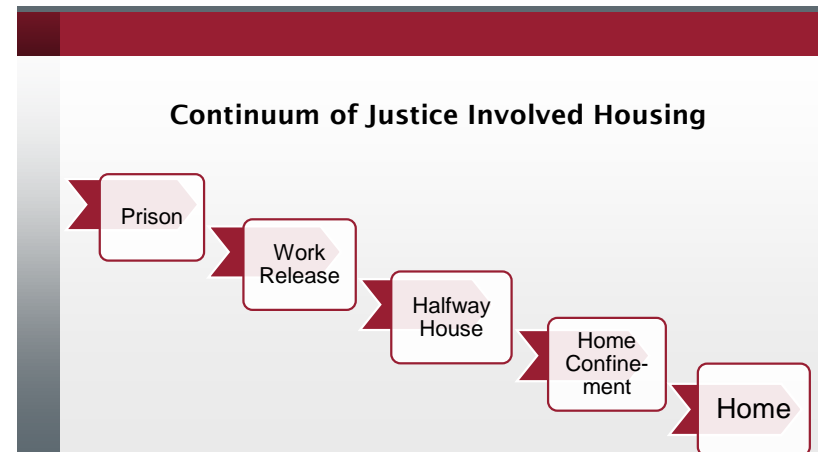 Continuum of Justice Involved Housing
Prison
Work
Release
Halfway
House
Home
Confine-
ment
Home